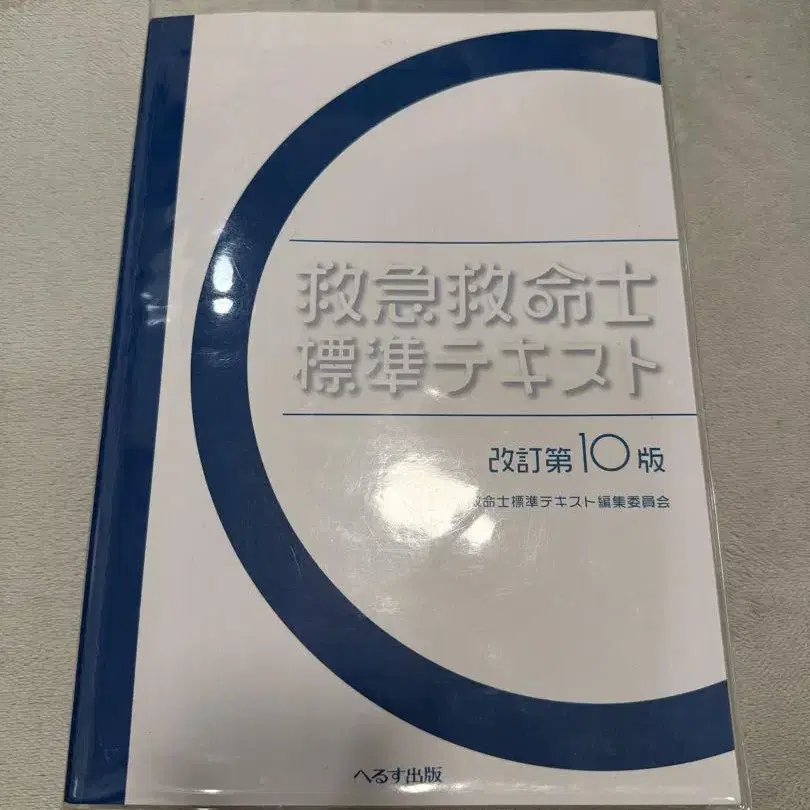 救急救命士
標準テキスト
改訂第10版
救命士標準テキスト編集委員会
へるす出版